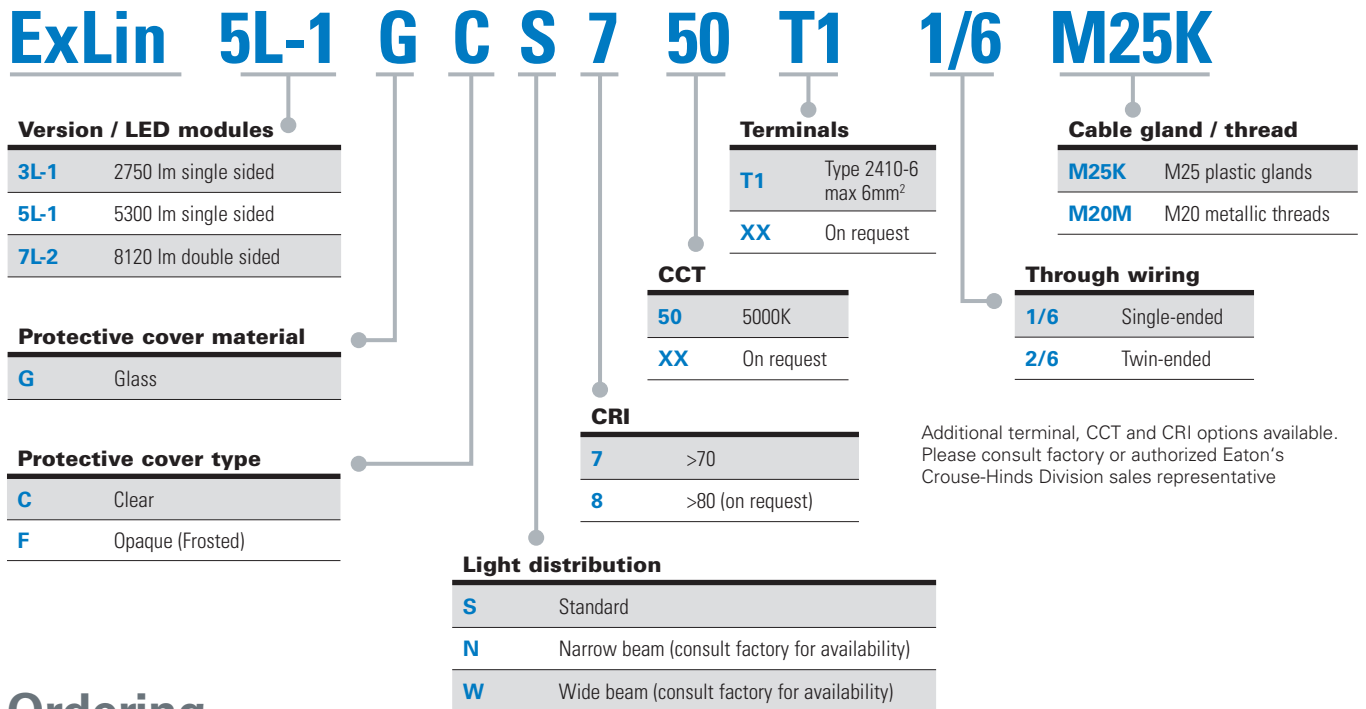 ExLin 5L-1 G C S 7 50 T1 1/6 M25K
Version / LED modules
3L-1 2750 lm single sided
5L-1 5300 lm single sided
7L-2 8120 lm double sided
Protective cover material
G Glass
Protective cover type
C Clear
F Opaque (Frosted)
Light distribution
S Standard
N Narrow beam (consult factory for availability)
W Wide beam (consult factory for availability)
CRI
7 >70
8 >80 (on request)
CCT
50 5000K
XX On request
Terminals
T1 Type 2410-6
max 6mm²
XX On request
Through wiring
1/6 Single-ended
2/6 Twin-ended
Cable gland / thread
M25K M25 plastic glands
M20M M20 metallic threads
Additional terminal, CCT and CRI options available.
Please consult factory or authorized Eaton‘s
Crouse-Hinds Division sales representative
Ordering